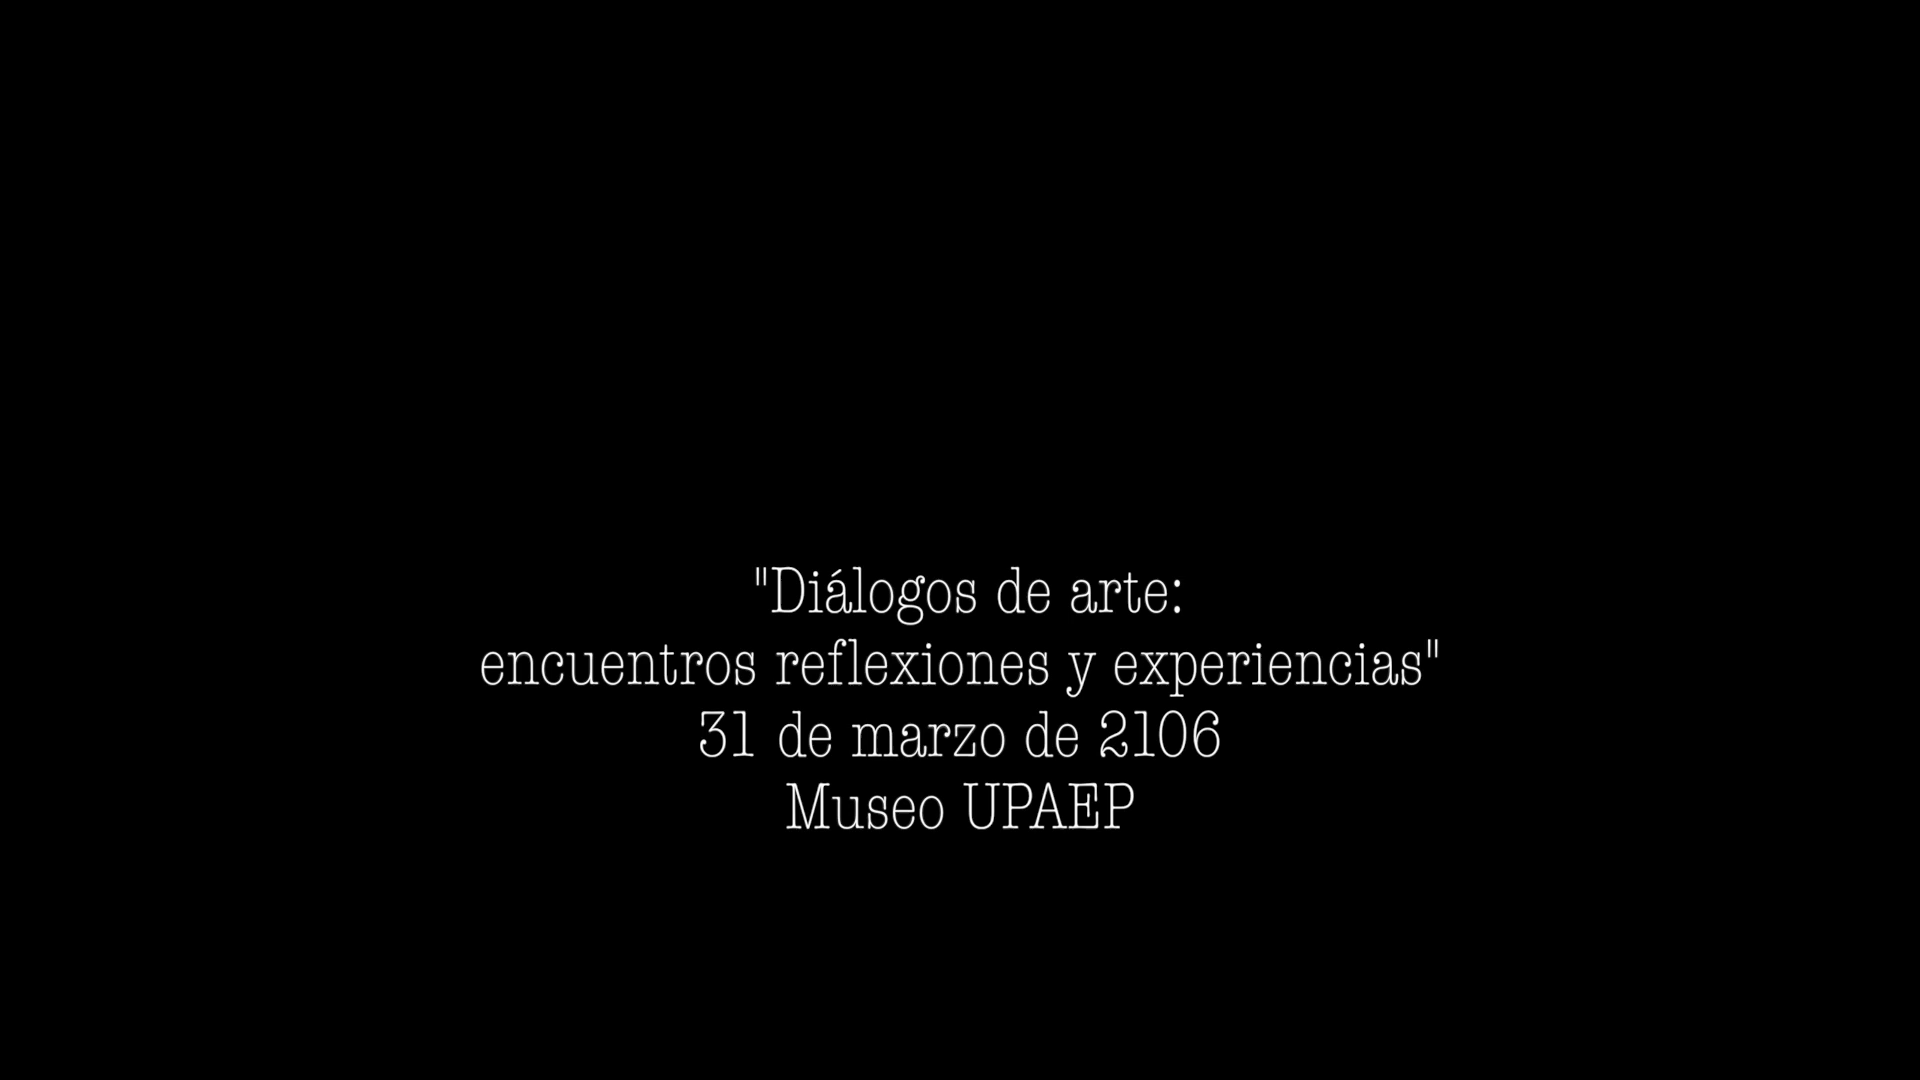 "Diálogos de arte:
encuentros reflexiones y experiencias"
31 de marzo de 2106
Museo UPAEP